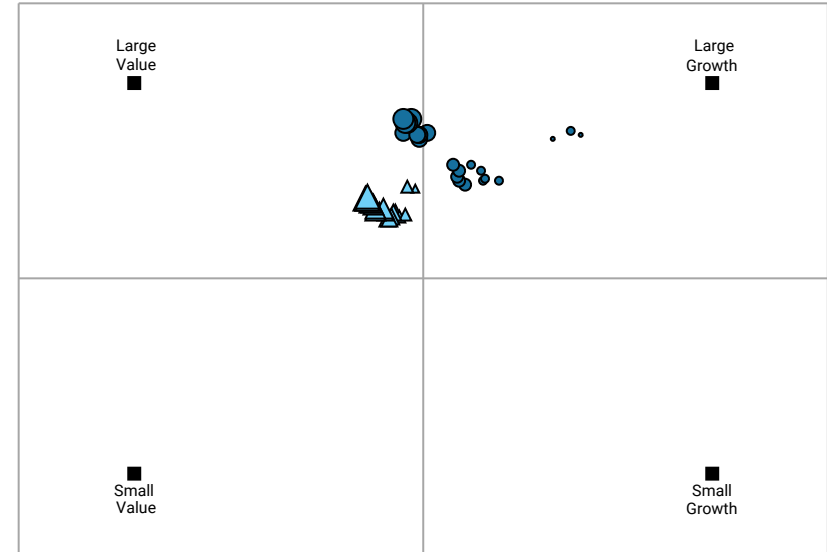 Large
Value
Large
Growth
Small
Value
Small
Growth